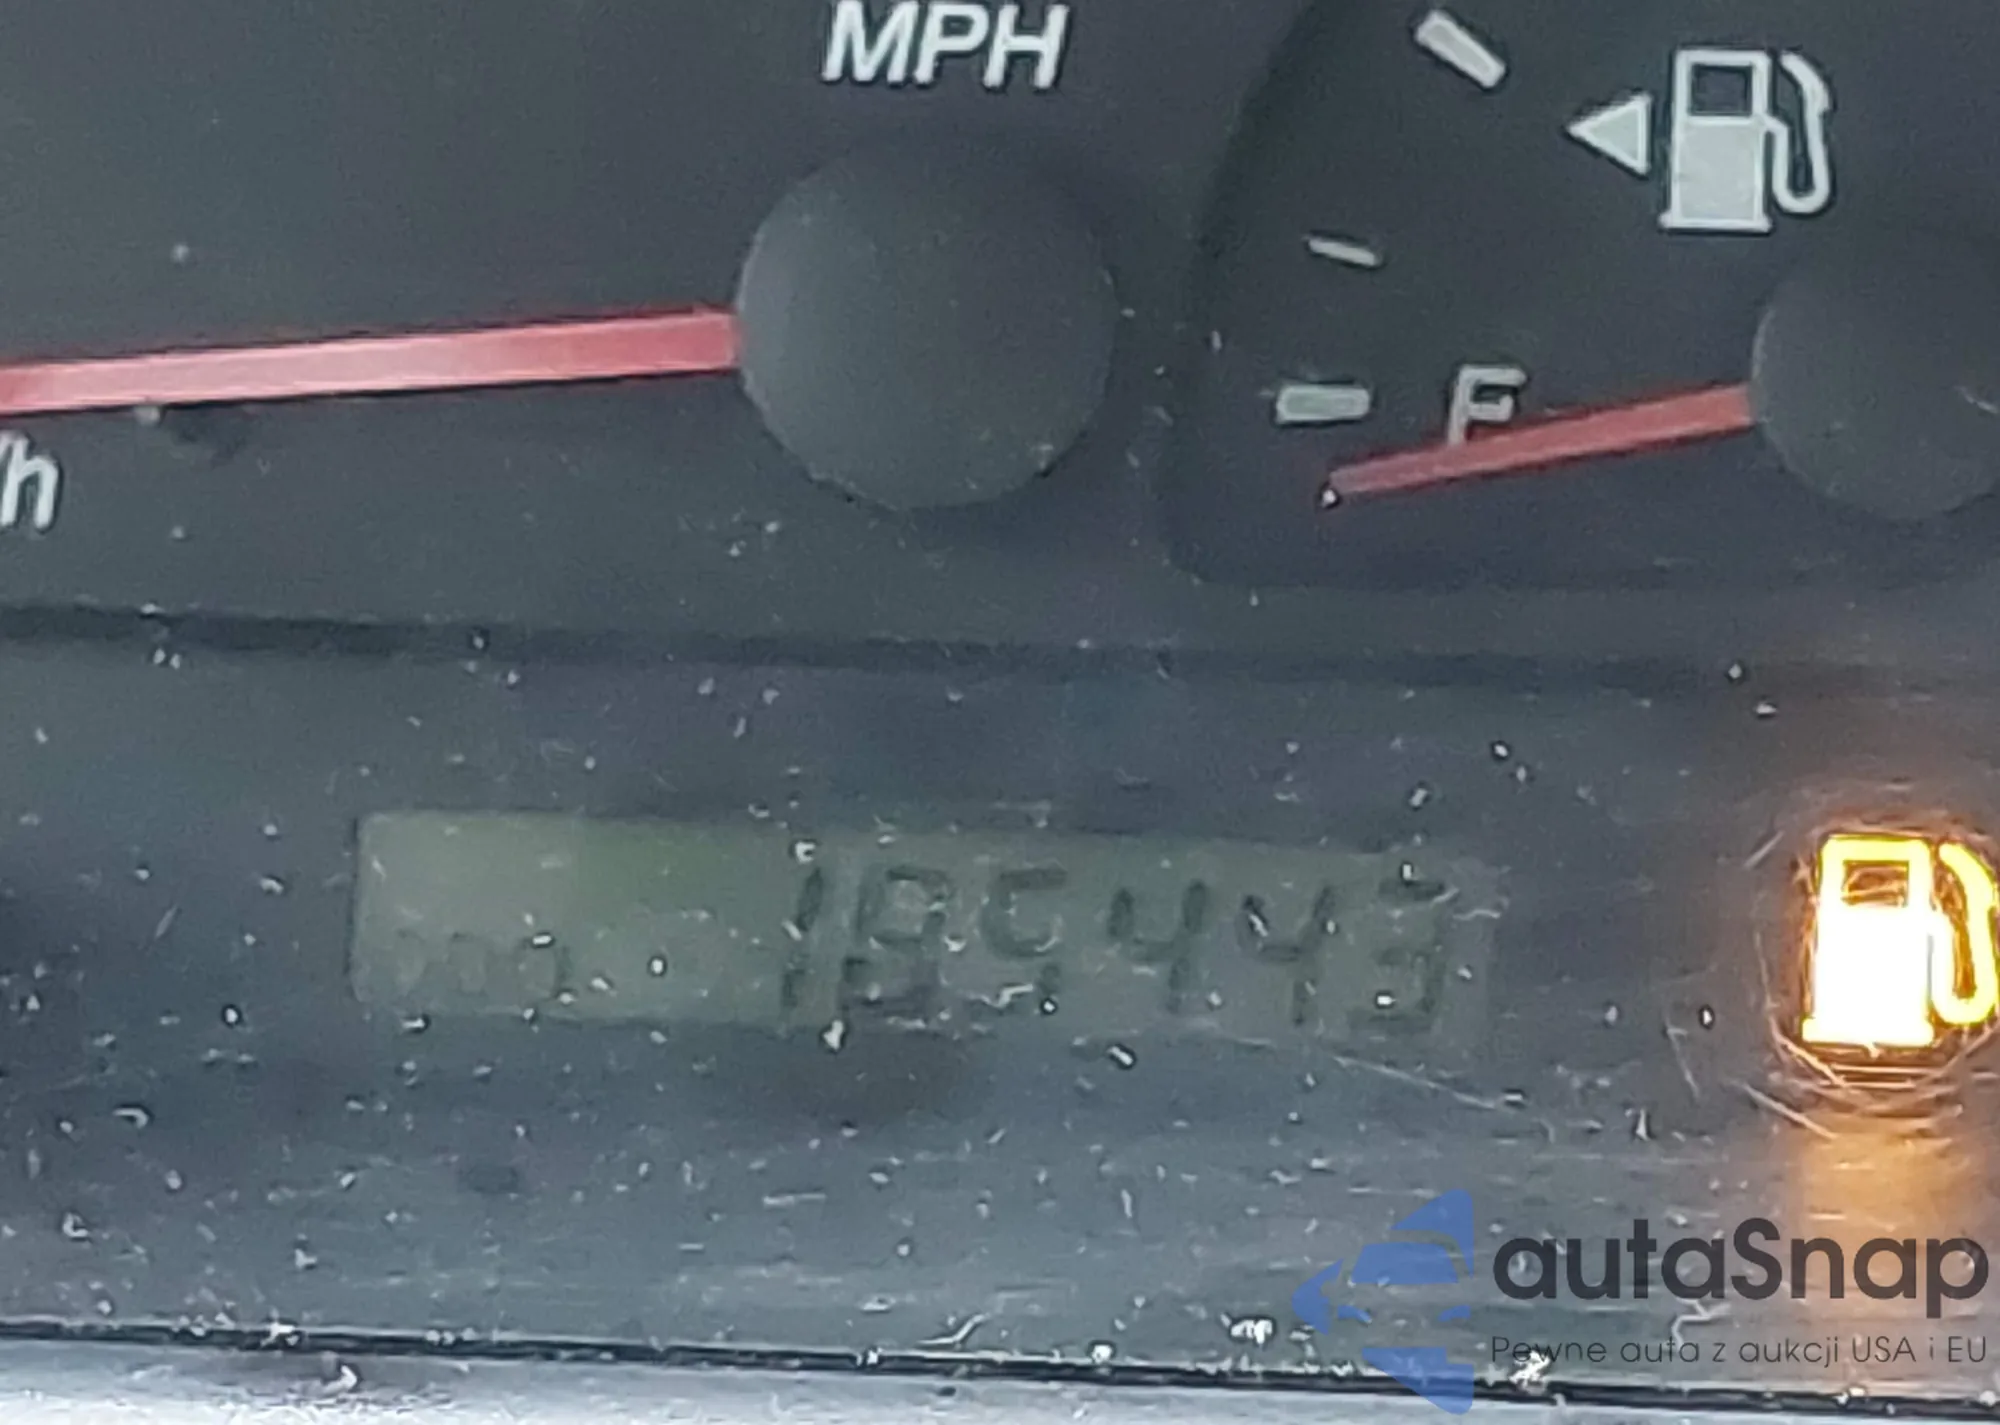 MPH
F
/h
185443
autaSnap
Pewne auta z aukcji USA i EU